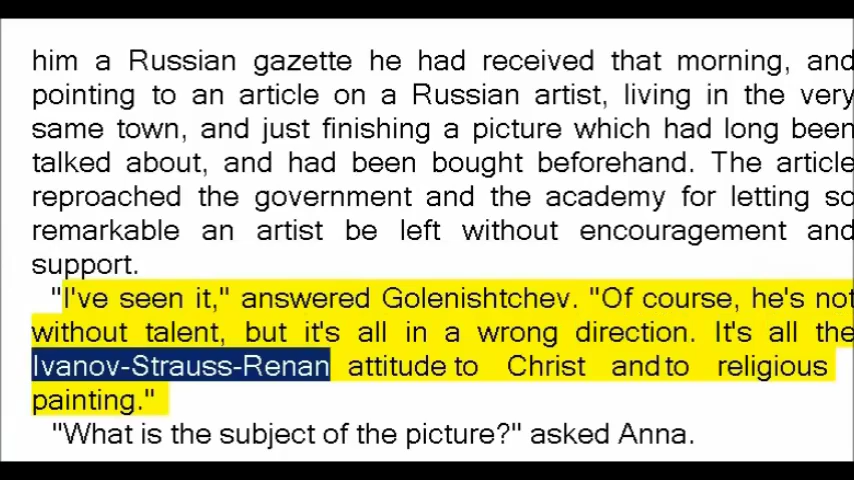 him a Russian gazette he had received that morning, and
pointing to an article on a Russian artist, living in the very
same town, and just finishing a picture which had long been
talked about, and had been bought beforehand. The article
reproached the government and the academy for letting so
remarkable an artist be left without encouragement and
support.
"I've seen it," answered Golenishtchev. "Of course, he's not
without talent, but it's all in a wrong direction. It's all the
Ivanov-Strauss-Renan attitude to Christ and to religious
painting."
"What is the subject of the picture?" asked Anna.